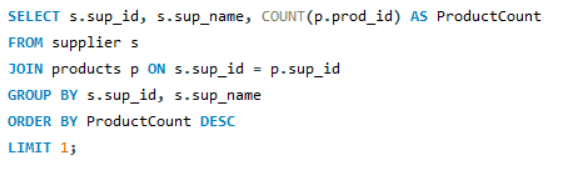 SELECT s.sup_id, s.sup_name, COUNT(p.prod_id) AS ProductCount
FROM supplier s
JOIN products p ON s.sup_id = p.sup_id
GROUP BY s.sup_id, s.sup_name
ORDER BY ProductCount DESC
LIMIT 1;